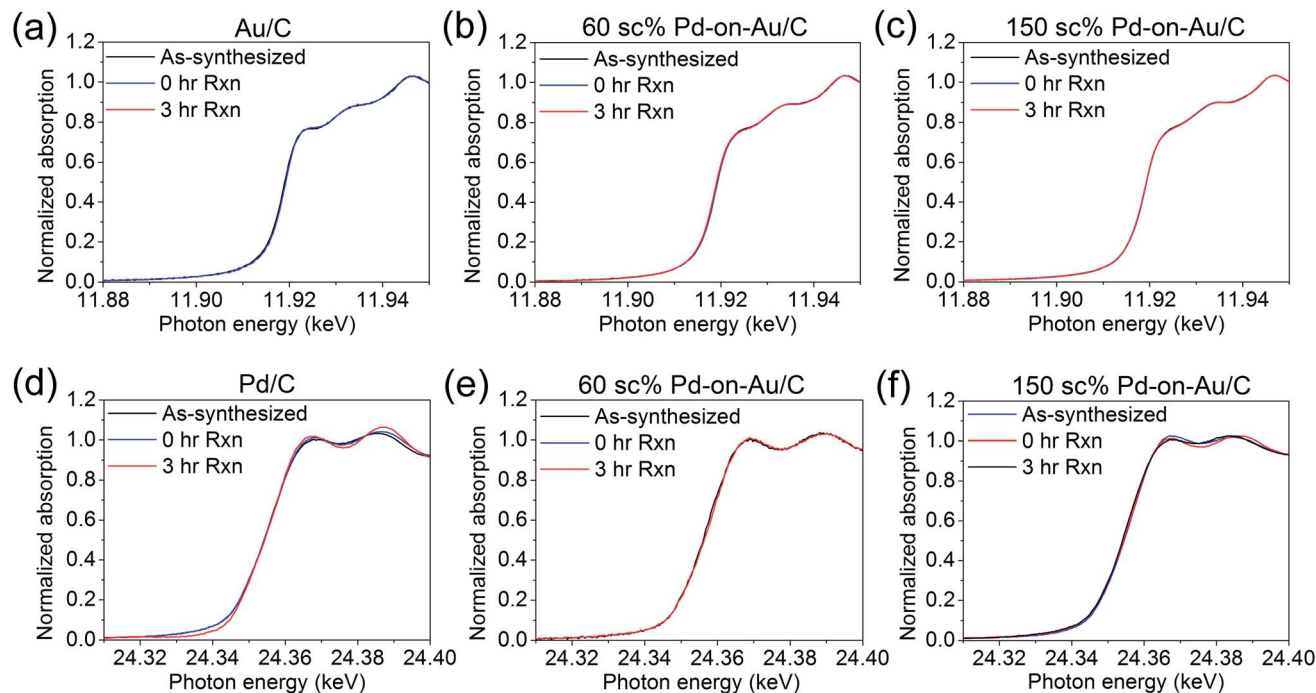 (a)
Au/C
As-synthesized
0 hr Rxn
3 hr Rxn
Normalized absorption
1.2
1.0
0.8
0.6
0.4
0.2
0.0
11.88 11.90 11.92 11.94
Photon energy (keV)
(b)
60 sc% Pd-on-Au/C
As-synthesized
0 hr Rxn
3 hr Rxn
Normalized absorption
1.2
1.0
0.8
0.6
0.4
0.2
0.0
11.88 11.90 11.92 11.94
Photon energy (keV)
(c)
150 sc% Pd-on-Au/C
As-synthesized
0 hr Rxn
3 hr Rxn
Normalized absorption
1.2
1.0
0.8
0.6
0.4
0.2
0.0
11.88 11.90 11.92 11.94
Photon energy (keV)
(d)
Pd/C
As-synthesized
0 hr Rxn
3 hr Rxn
Normalized absorption
1.2
1.0
0.8
0.6
0.4
0.2
0.0
24.32 24.34 24.36 24.38 24.40
Photon energy (keV)
(e)
60 sc% Pd-on-Au/C
As-synthesized
0 hr Rxn
3 hr Rxn
Normalized absorption
1.2
1.0
0.8
0.6
0.4
0.2
0.0
24.32 24.34 24.36 24.38 24.40
Photon energy (keV)
(f)
150 sc% Pd-on-Au/C
As-synthesized
0 hr Rxn
3 hr Rxn
Normalized absorption
1.2
1.0
0.8
0.6
0.4
0.2
0.0
24.32 24.34 24.36 24.38 24.40
Photon energy (keV)